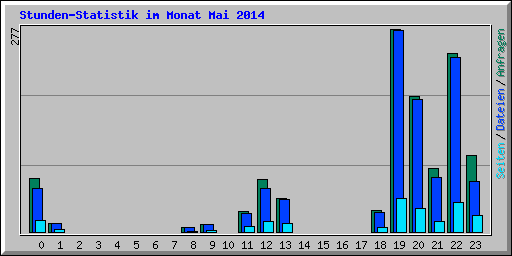 Stunden-Statistik im Monat Mai 2014
277
Seiten / Dateien / Anfragen
0 1 2 3 4 5 6 7 8 9 10 11 12 13 14 15 16 17 18 19 20 21 22 23